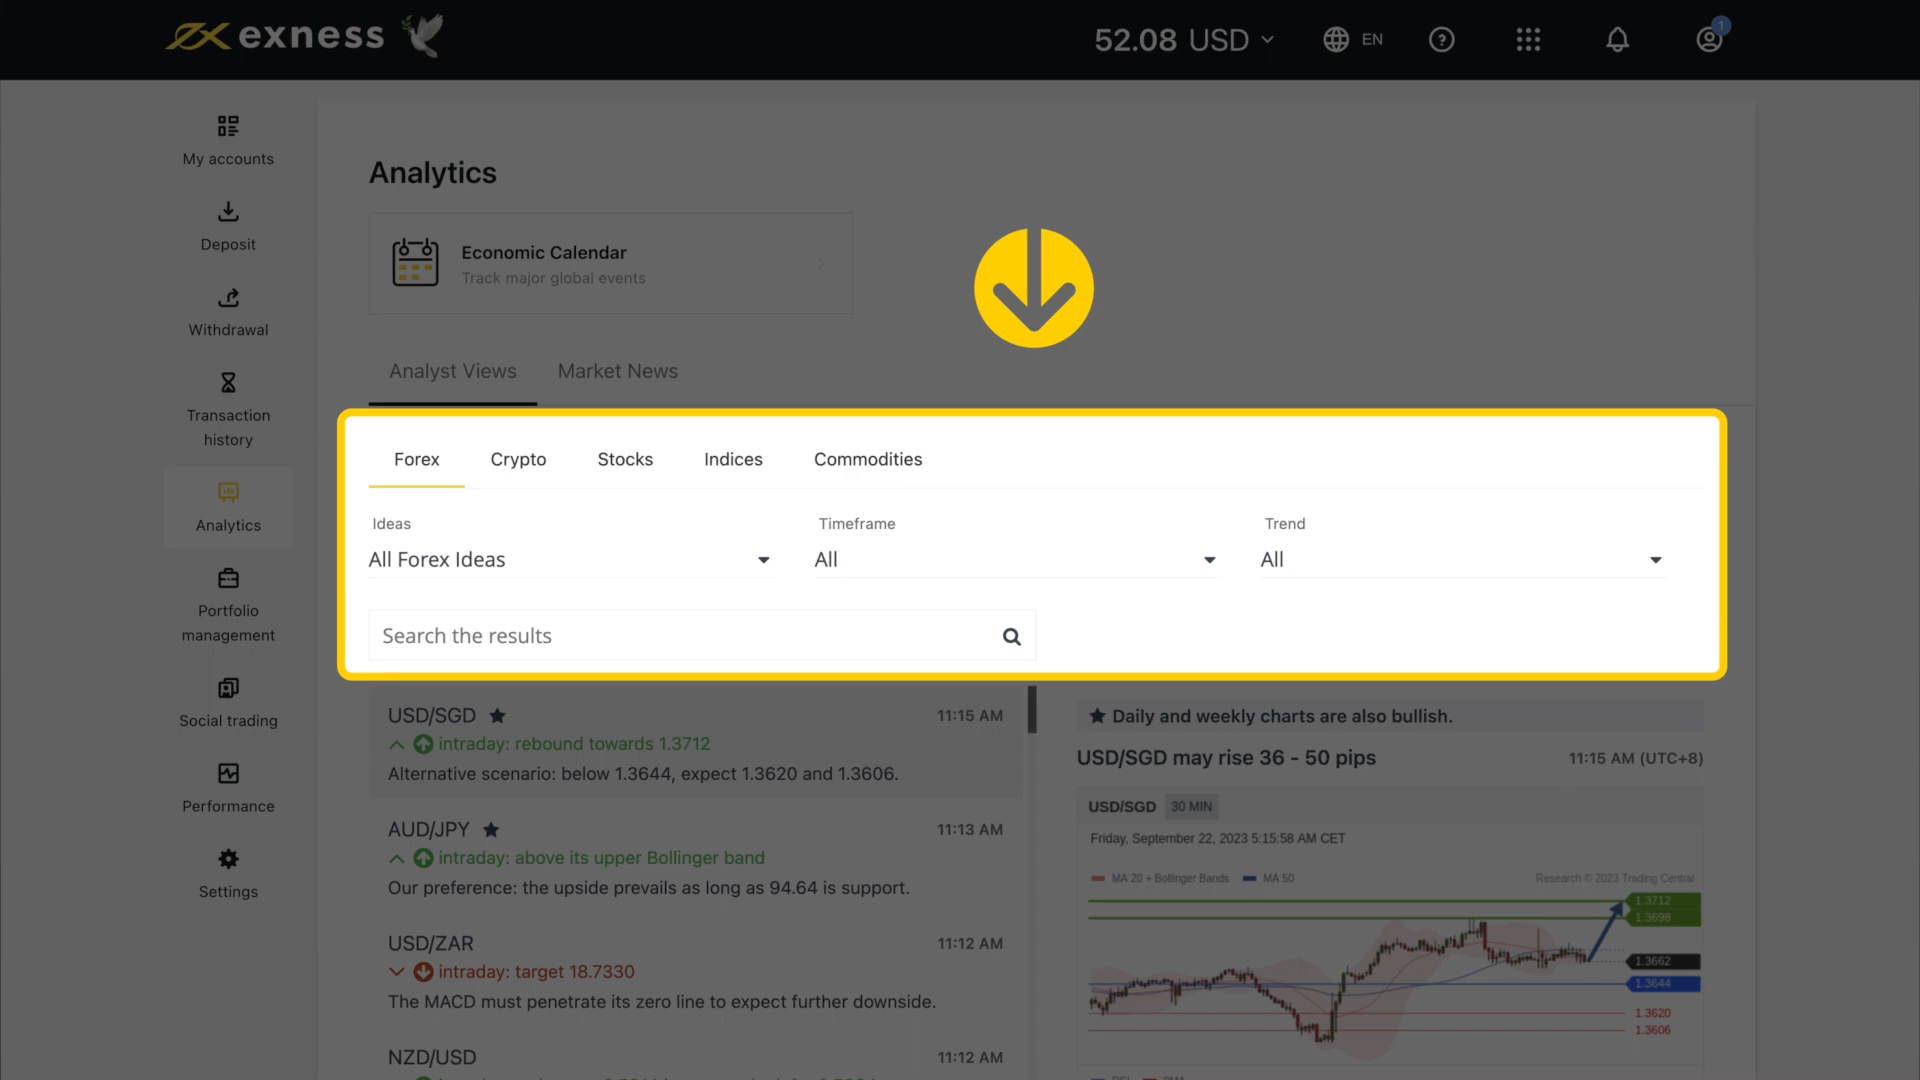 exness
52.08 USD
EN
1
My accounts
Deposit
Withdrawal
Transaction
history
Analytics
Portfolio
management
Social trading
Performance
Settings
Analytics
Economic Calendar
Track major global events
Analyst Views
Market News
Forex
Crypto
Stocks
Indices
Commodities
Ideas
All Forex Ideas
Timeframe
All
Trend
All
Search the results
USD/SGD
11:15 AM
intraday: rebound towards 1.3712
Alternative scenario: below 1.3644, expect 1.3620 and 1.3606.
AUD/JPY
11:13 AM
intraday: above its upper Bollinger band
Our preference: the upside prevails as long as 94.64 is support.
USD/ZAR
11:12 AM
intraday: target 18.7330
The MACD must penetrate its zero line to expect further downside.
NZD/USD
11:12 AM
Daily and weekly charts are also bullish.
USD/SGD may rise 36 - 50 pips
11:15 AM (UTC+8)
USD/SGD
30 MIN
Friday, September 22, 2023 5:15:58 AM CET
MA 20 + Bollinger Bands
MA 50
Research © 2023 Trading Central
1.3712
1.3698
1.3662
1.3644
1.3620
1.3606